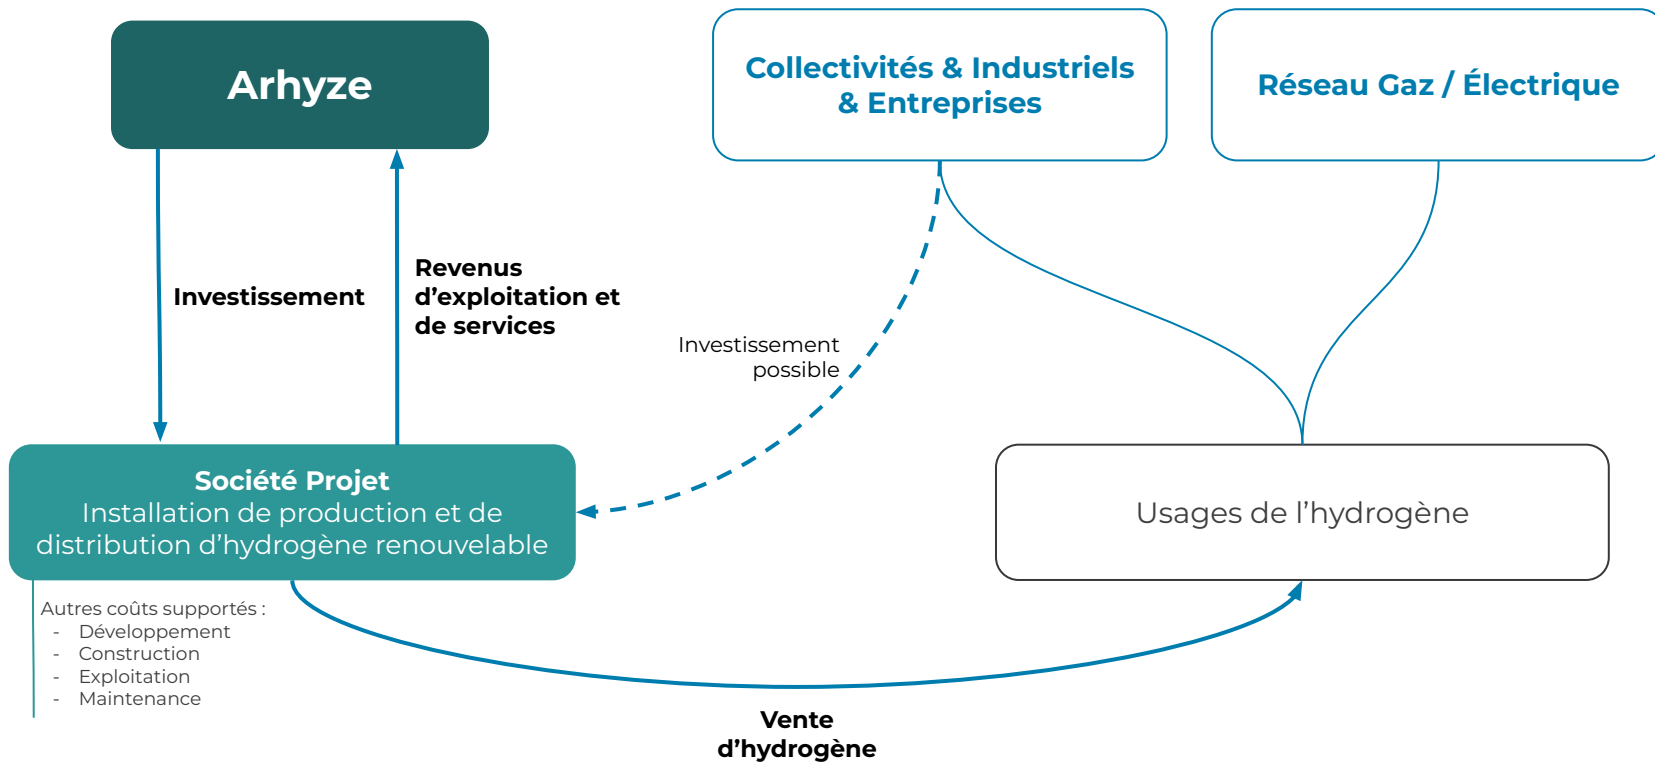 Arhyze
Collectivités & Industriels
& Entreprises
Réseau Gaz / Électrique
Investissement
Revenus
d’exploitation et
de services
Investissement
possible
Société Projet
Installation de production et de
distribution d’hydrogène renouvelable
Usages de l’hydrogène
Autres coûts supportés :
- Développement
- Construction
- Exploitation
- Maintenance
Vente
d’hydrogène